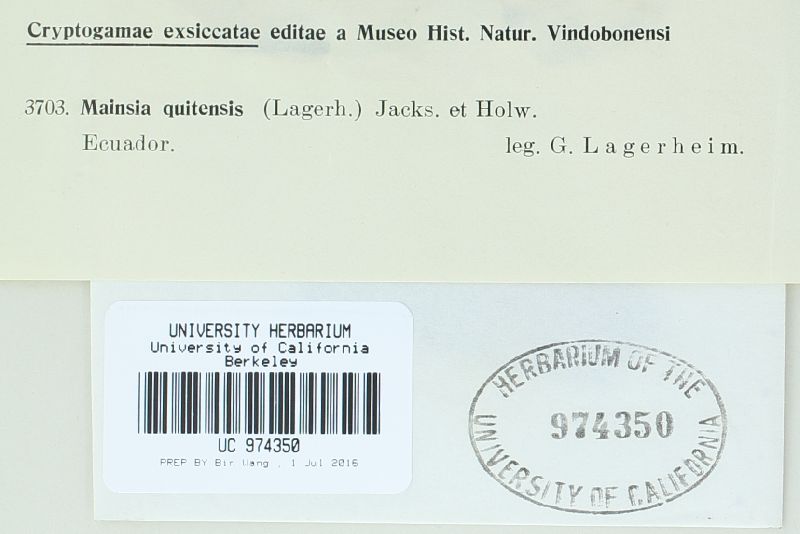 Cryptogamae exsiccatae editae a Museo Hist. Natur. Vindobonensi
3703. Mainsia quitensis (Lagerh.) Jacks. et Holw.
Ecuador. leg. G. Lagerheim.
UNIVERSITY HERBARIUM
University of California
Berkeley
UC 974350
PREP BY Bir Wang , 1 Jul 2016
HERBARIUM OF THE
974350
UNIVERSITY OF CALIFORNIA